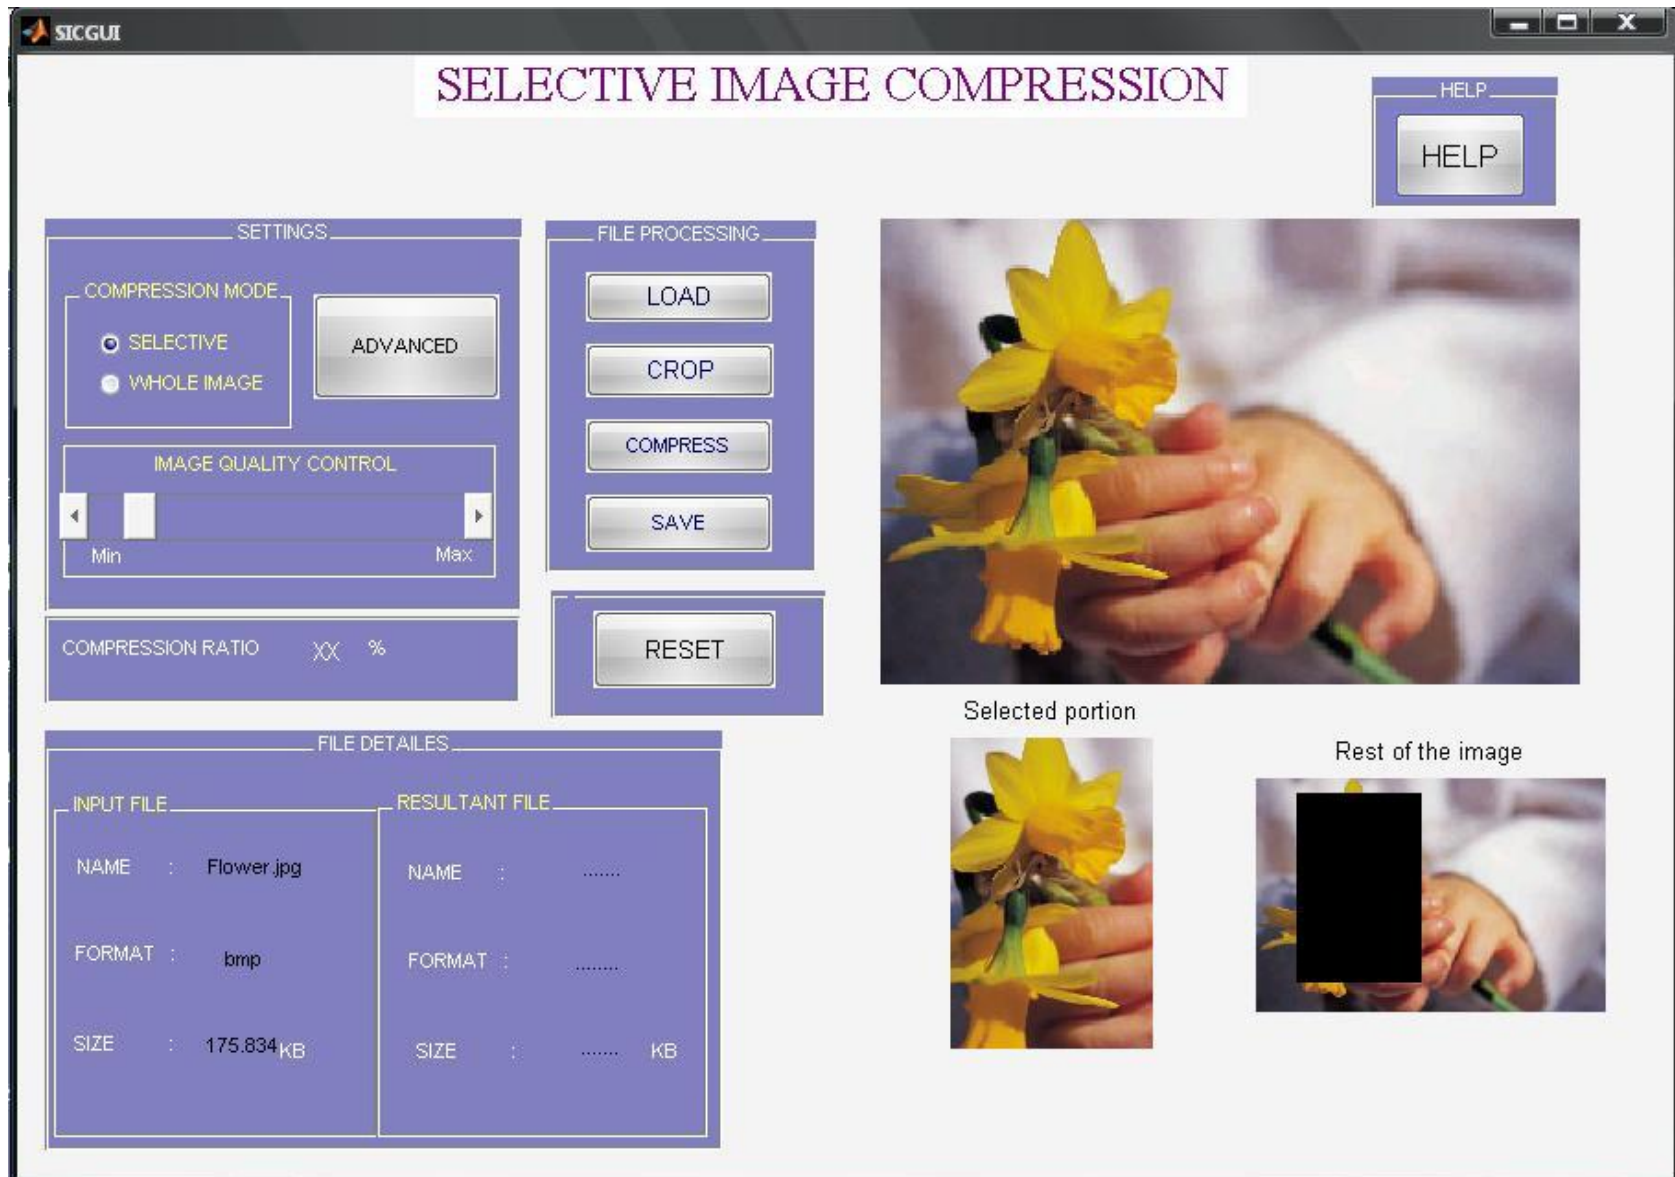 SICGUI
SELECTIVE IMAGE COMPRESSION
HELP
HELP
SETTINGS
COMPRESSION MODE
SELECTIVE
WHOLE IMAGE
ADVANCED
IMAGE QUALITY CONTROL
Min Max
COMPRESSION RATIO XX %
FILE PROCESSING
LOAD
CROP
COMPRESS
SAVE
RESET
Selected portion
Rest of the image
FILE DETAILES
INPUT FILE
NAME : Flower.jpg
FORMAT : bmp
SIZE : 175.834 KB
RESULTANT FILE
NAME : .......
FORMAT : ........
SIZE : ....... KB